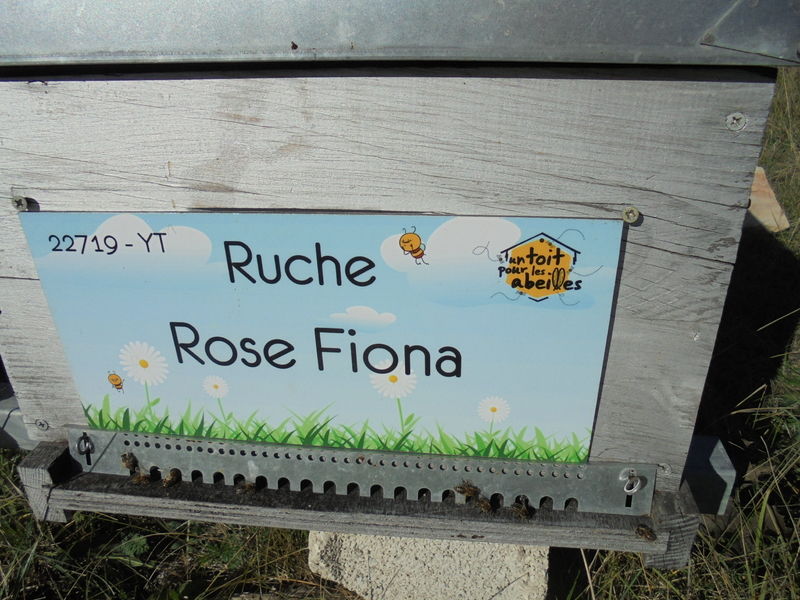 22719 - YT
Ruche
Rose Fiona
un toit
pour les
abeilles